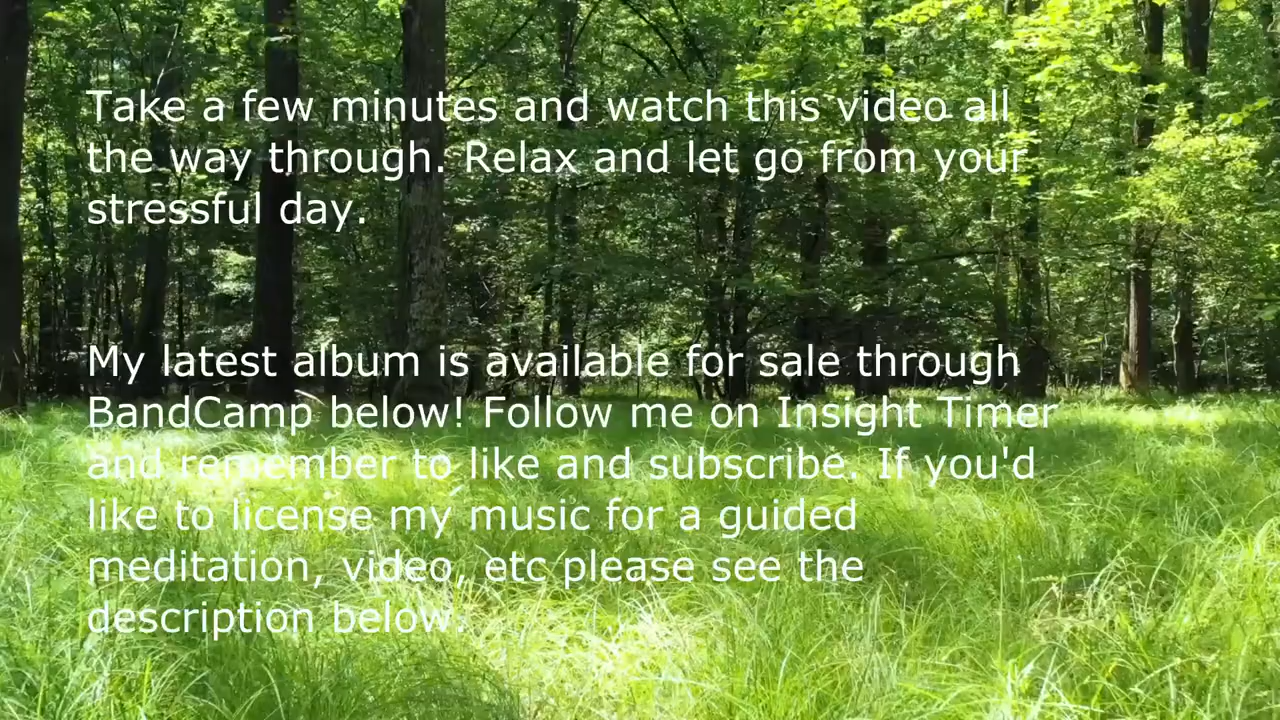 Take a few minutes and watch this video all
the way through. Relax and let go from your
stressful day.
My latest album is available for sale through
BandCamp below! Follow me on Insight Timer
and remember to like and subscribe. If you'd
like to license my music for a guided
meditation, video, etc please see the
description below.